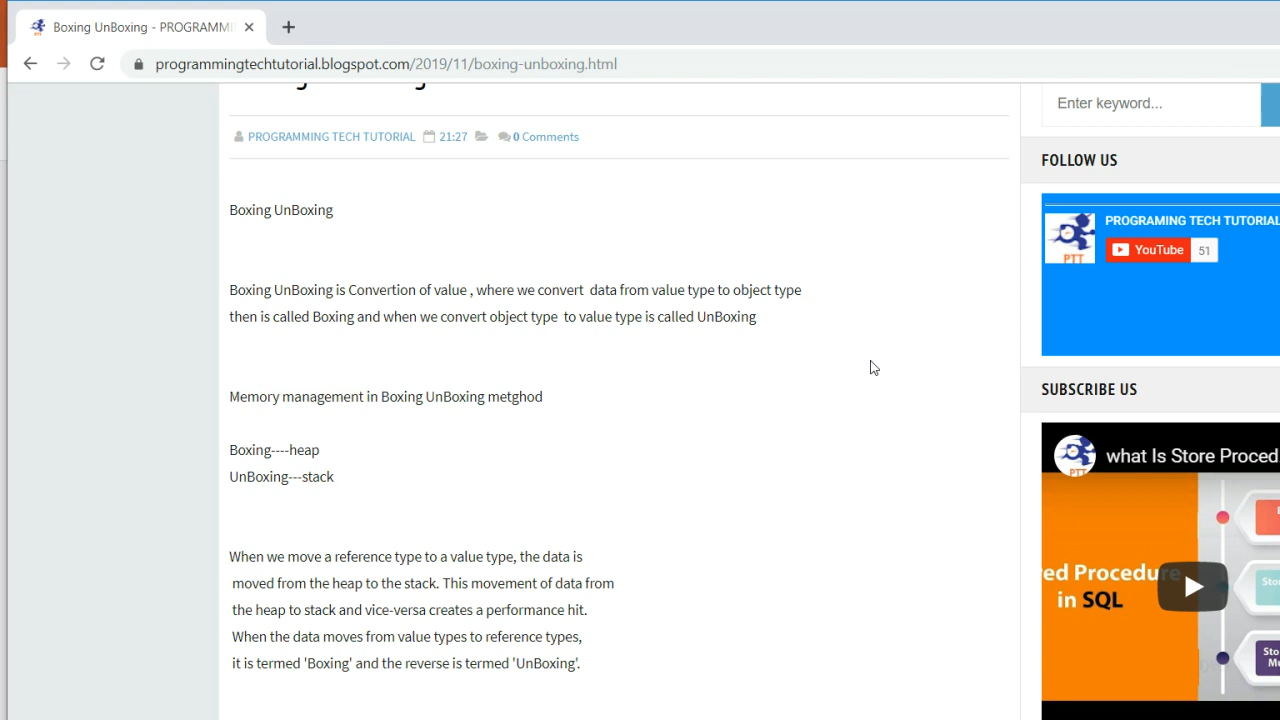 Boxing UnBoxing - PROGRAMMI
programmingtechtutorial.blogspot.com/2019/11/boxing-unboxing.html
PROGRAMMING TECH TUTORIAL 21:27 0 Comments
Boxing UnBoxing
Boxing UnBoxing is Convertion of value , where we convert data from value type to object type
then is called Boxing and when we convert object type to value type is called UnBoxing
Memory management in Boxing UnBoxing metghod
Boxing----heap
UnBoxing---stack
When we move a reference type to a value type, the data is
moved from the heap to the stack. This movement of data from
the heap to stack and vice-versa creates a performance hit.
When the data moves from value types to reference types,
it is termed 'Boxing' and the reverse is termed 'UnBoxing'.
Enter keyword...
FOLLOW US
PROGRAMING TECH TUTORIAL
YouTube 51
PTT
SUBSCRIBE US
what Is Store Proced
PTT
ed Procedure
in SQL
Sto
Mu